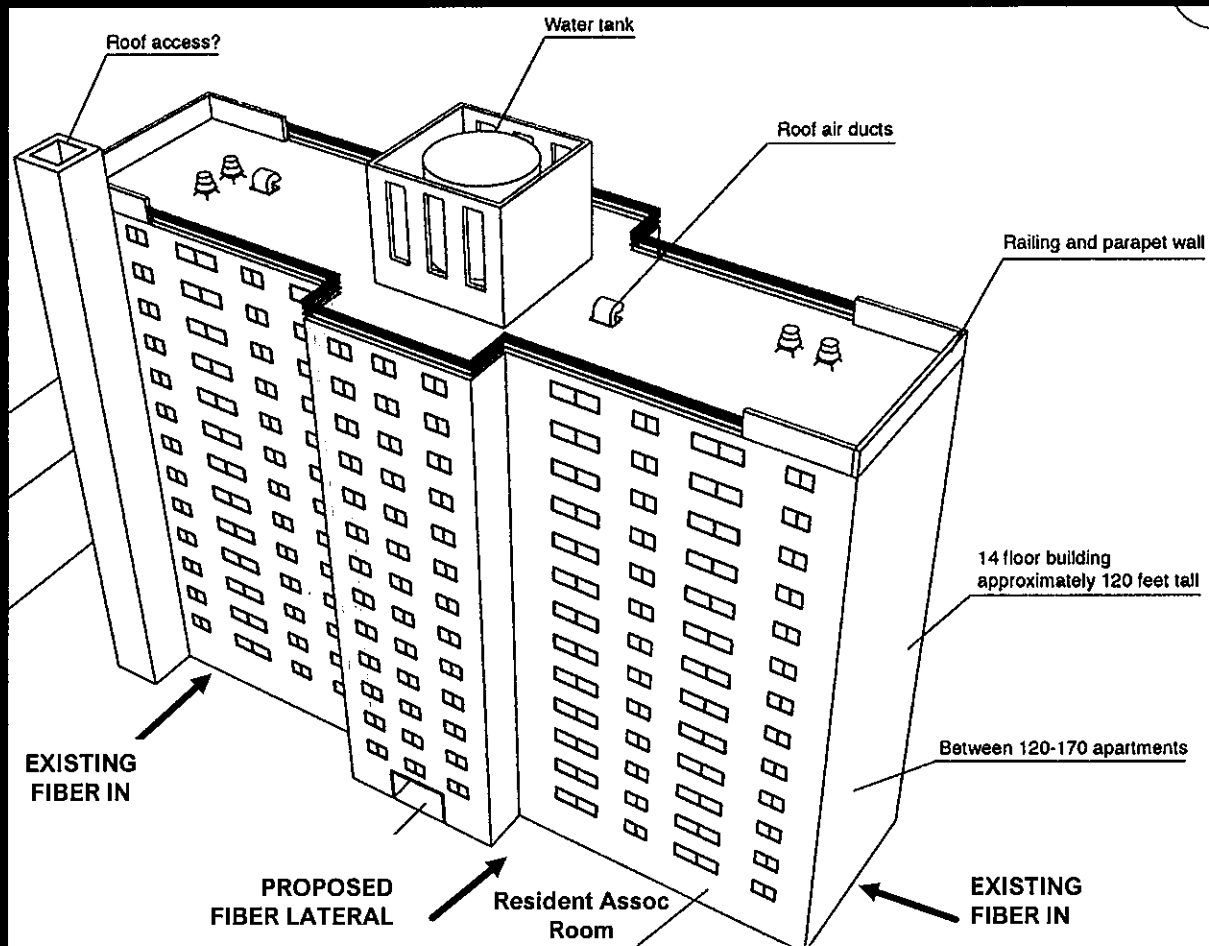 Water tank
Roof access?
Roof air ducts
Railing and parapet wall
14 floor building
approximately 120 feet tall
Between 120-170 apartments
EXISTING
FIBER IN
PROPOSED
FIBER LATERAL
Resident Assoc
Room
EXISTING
FIBER IN